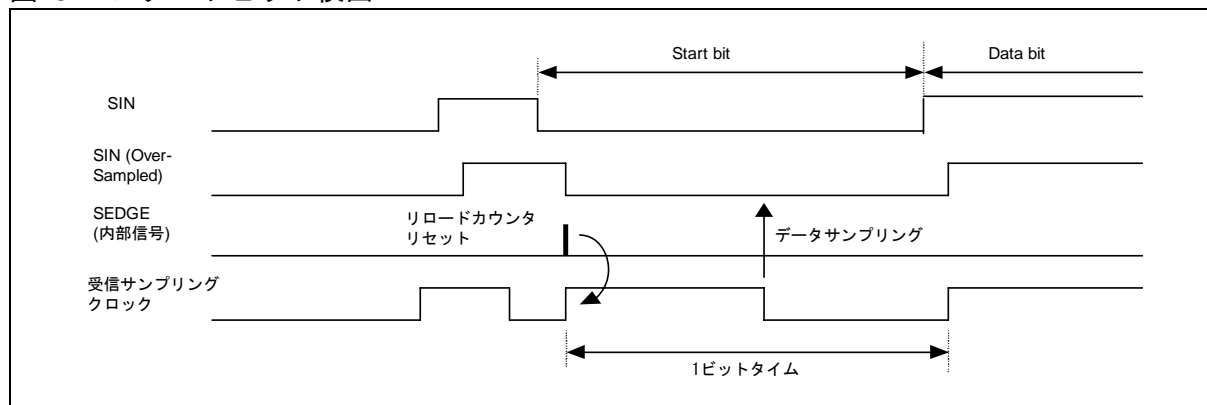 Start bit
Data bit
SIN
SIN (Over-
Sampled)
SEDGE
(内部信号)
リロードカウンタ
リセット
データサンプリング
受信サンプリング
クロック
1ビットタイム